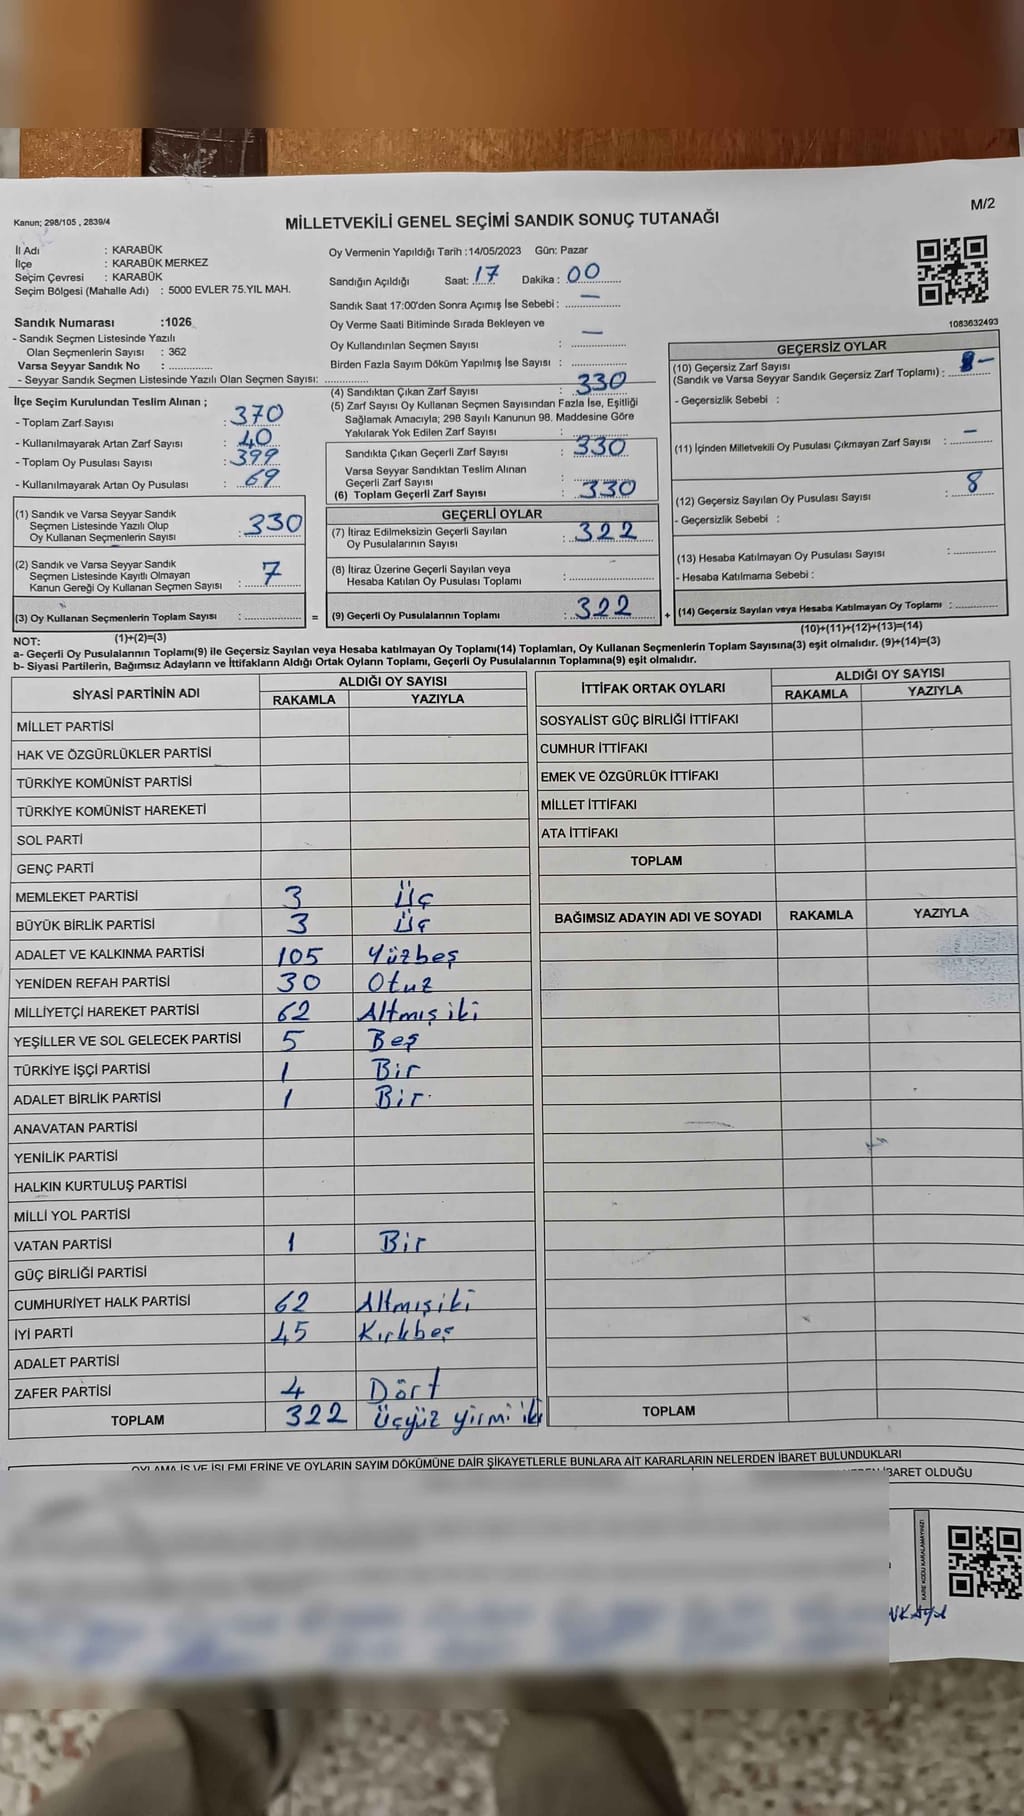 Kanun; 298/105 , 2839/4
MİLLETVEKİLİ GENEL SEÇİMİ SANDIK SONUÇ TUTANAĞI
M/2
İl Adı : KARABÜK
İlçe : KARABÜK MERKEZ
Seçim Çevresi : KARABÜK
Seçim Bölgesi (Mahalle Adı) : 5000 EVLER 75.YIL MAH.
Sandık Numarası :1026
- Sandık Seçmen Listesinde Yazılı
Olan Seçmenlerin Sayısı : 362
Varsa Seyyar Sandık No : ..............
- Seyyar Sandık Seçmen Listesinde Yazılı Olan Seçmen Sayısı: ..............
İlçe Seçim Kurulundan Teslim Alınan ;
- Toplam Zarf Sayısı : 370
- Kullanılmayarak Artan Zarf Sayısı : 40
- Toplam Oy Pusulası Sayısı : 399
- Kullanılmayarak Artan Oy Pusulası : 69
(1) Sandık ve Varsa Seyyar Sandık
Seçmen Listesinde Yazılı Olup
Oy Kullanan Seçmenlerin Sayısı : 330
(2) Sandık ve Varsa Seyyar Sandık
Seçmen Listesinde Kayıtlı Olmayan
Kanun Gereği Oy Kullanan Seçmen Sayısı : 7
(3) Oy Kullanan Seçmenlerin Toplam Sayısı : .............. =
(1)+(2)=(3)
Oy Vermenin Yapıldığı Tarih :14/05/2023 Gün: Pazar
Sandığın Açıldığı Saat: 17 Dakika : 00
Sandık Saat 17:00'den Sonra Açımış İse Sebebi : —
Oy Verme Saati Bitiminde Sırada Bekleyen ve
Oy Kullandırılan Seçmen Sayısı : —
Birden Fazla Sayım Döküm Yapılmış İse Sayısı : ..............
(4) Sandıktan Çıkan Zarf Sayısı : 330
(5) Zarf Sayısı Oy Kullanan Seçmen Sayısından Fazla İse, Eşitliği
Sağlamak Amacıyla; 298 Sayılı Kanunun 98. Maddesine Göre
Yakılarak Yok Edilen Zarf Sayısı : ..............
Sandıkta Çıkan Geçerli Zarf Sayısı : 330
Varsa Seyyar Sandıktan Teslim Alınan
Geçerli Zarf Sayısı : ..............
(6) Toplam Geçerli Zarf Sayısı : 330
GEÇERLİ OYLAR
(7) İtiraz Edilmeksizin Geçerli Sayılan
Oy Pusulalarının Sayısı : 322
(8) İtiraz Üzerine Geçerli Sayılan veya
Hesaba Katılan Oy Pusulası Toplamı : ..............
(9) Geçerli Oy Pusulalarının Toplamı : 322 +
1083632493
GEÇERSİZ OYLAR
(10) Geçersiz Zarf Sayısı
(Sandık ve Varsa Seyyar Sandık Geçersiz Zarf Toplamı) : —
- Geçersizlik Sebebi :
(11) İçinden Milletvekili Oy Pusulası Çıkmayan Zarf Sayısı : —
(12) Geçersiz Sayılan Oy Pusulası Sayısı : 8
- Geçersizlik Sebebi :
(13) Hesaba Katılmayan Oy Pusulası Sayısı : ..............
- Hesaba Katılmama Sebebi :
(14) Geçersiz Sayılan veya Hesaba Katılmayan Oy Toplamı : ..............
(10)+(11)+(12)+(13)=(14)
NOT:
a- Geçerli Oy Pusulaları Toplamı(9) ile Geçersiz Sayılan veya Hesaba katılmayan Oy Toplamı(14) Toplamları, Oy Kullanan Seçmenlerin Toplam Sayısına(3) eşit olmalıdır. (9)+(14)=(3)
b- Siyasi Partilerin, Bağımsız Adayların ve İttifakların Aldığı Ortak Oyların Toplamı, Geçerli Oy Pusulalarının Toplamına(9) eşit olmalıdır.
SİYASİ PARTİNİN ADI ALDIĞI OY SAYISI
RAKAMLA YAZIYLA
MİLLET PARTİSİ
HAK VE ÖZGÜRLÜKLER PARTİSİ
TÜRKİYE KOMÜNİST PARTİSİ
TÜRKİYE KOMÜNİST HAREKETİ
SOL PARTİ
GENÇ PARTİ
MEMLEKET PARTİSİ 3 Üç
BÜYÜK BİRLİK PARTİSİ 3 Üç
ADALET VE KALKINMA PARTİSİ 105 Yüzbeş
YENİDEN REFAH PARTİSİ 30 Otuz
MİLLİYETÇİ HAREKET PARTİSİ 62 Altmış iki
YEŞİLLER VE SOL GELECEK PARTİSİ 5 Beş
TÜRKİYE İŞÇİ PARTİSİ 1 Bir
ADALET BİRLİK PARTİSİ 1 Bir
ANAVATAN PARTİSİ
YENİLİK PARTİSİ
HALKIN KURTULUŞ PARTİSİ
MİLLİ YOL PARTİSİ
VATAN PARTİSİ 1 Bir
GÜÇ BİRLİĞİ PARTİSİ
CUMHURİYET HALK PARTİSİ 62 Altmışiki
İYİ PARTİ 45 Kırkbeş
ADALET PARTİSİ
ZAFER PARTİSİ 4 Dört
TOPLAM 322 Üçyüz yirmi iki
İTTİFAK ORTAK OYLARI ALDIĞI OY SAYISI
RAKAMLA YAZIYLA
SOSYALİST GÜÇ BİRLİĞİ İTTİFAKI
CUMHUR İTTİFAKI
EMEK VE ÖZGÜRLÜK İTTİFAKI
MİLLET İTTİFAKI
ATA İTTİFAKI
TOPLAM
BAĞIMSIZ ADAYIN ADI VE SOYADI RAKAMLA YAZIYLA
TOPLAM
OYLAMA İŞ VE İŞLEMLERİNE VE OYLARIN SAYIM DÖKÜMÜNE DAİR ŞİKAYETLERLE BUNLARA AİT KARARLARIN NELERDEN İBARET BULUNDUKLARI
İBARET OLDUĞU
KARE KODU KARALAMAYINIZ!